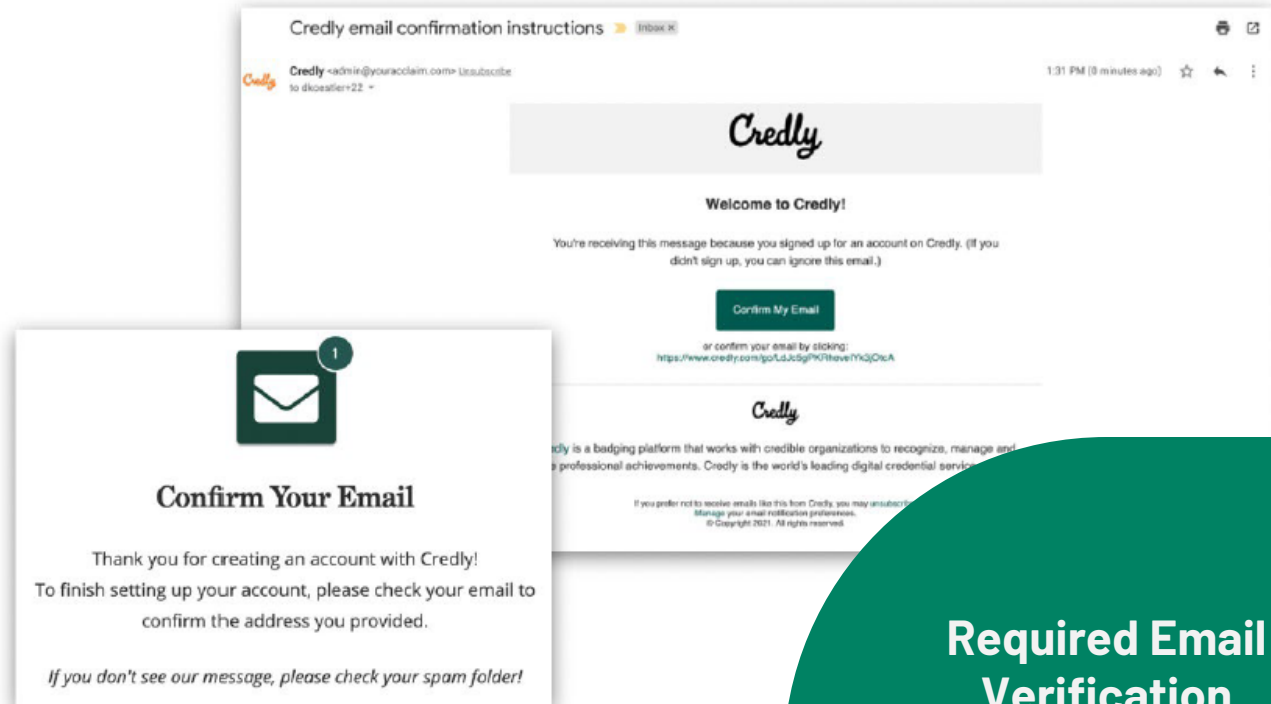 Credly email confirmation instructions
Inbox ×
Credly
Credly <admin@youracclaim.com> Unsubscribe
to dkoestler+22
1:31 PM (0 minutes ago)
Credly
Welcome to Credly!
You're receiving this message because you signed up for an account on Credly. (If you
didn't sign up, you can ignore this email.)
Confirm My Email
or confirm your email by clicking:
Credly
is a badging platform that works with credible organizations to recognize, manage and
professional achievements. Credly is the world's leading digital credential
If you prefer not to receive emails like this from Credly, you may
Manage your email notification preferences.
© Copyright 2021. All rights reserved.
1
Confirm Your Email
Thank you for creating an account with Credly!
To finish setting up your account, please check your email to
confirm the address you provided.
If you don't see our message, please check your spam folder!
Required Email
Verification